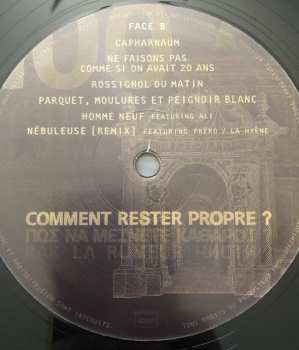 FACE B
CAPHARNAÜM
NE FAISONS PAS
COMME SI ON AVAIT 20 ANS
ROSSIGNOL DU MATIN
PARQUET, MOULURES ET PEIGNOIR BLANC
HOMME NEUF FEATURING ALI
NÉBULEUSE [REMIX] FEATURING PRÉRO / LA HYÈNE
COMMENT RESTER PROPRE ?
ΠΩΣ ΝΑ ΜΕΙΝΕΤΕ ΚΑΘΑΡΟΙ